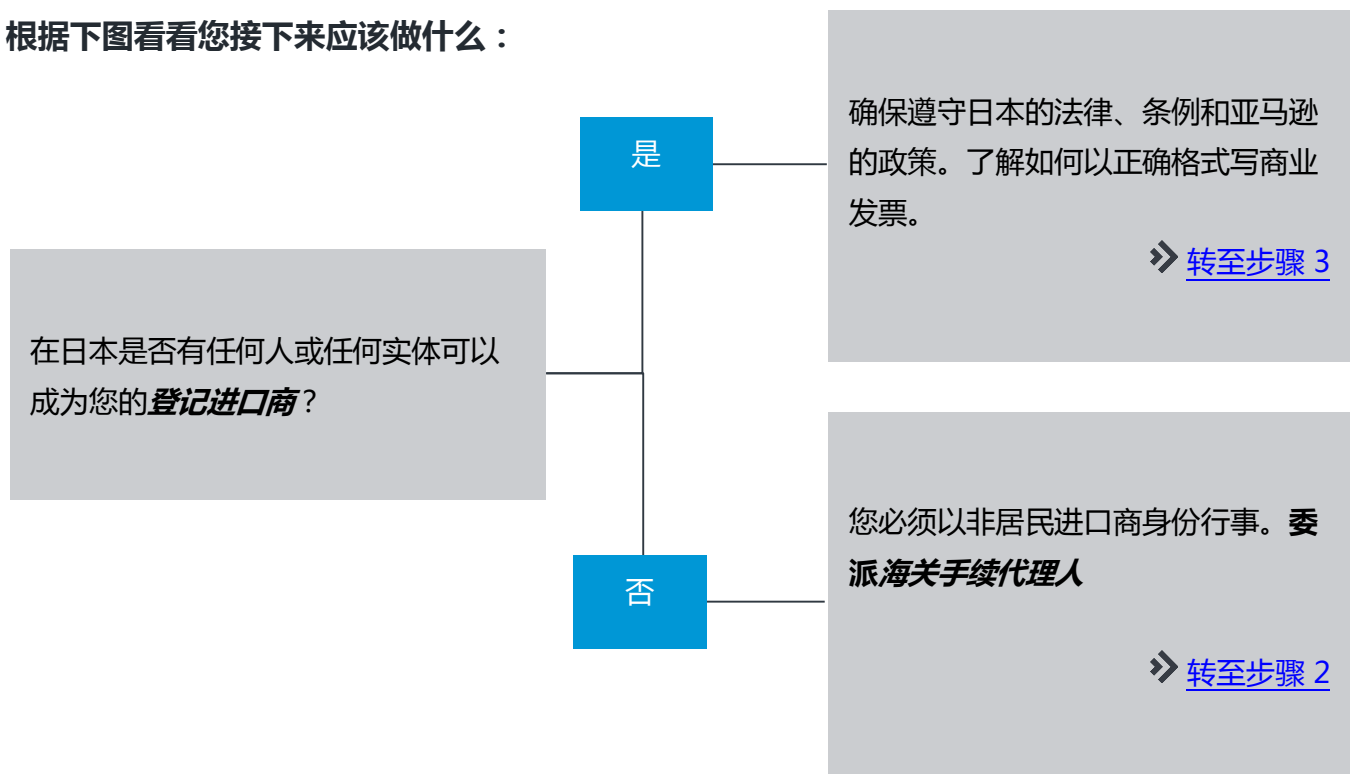 根据下图看看您接下来应该做什么：
是
确保遵守日本的法律、条例和亚马逊
的政策。了解如何以正确格式写商业
发票。
转至步骤 3
在日本是否有任何人或任何实体可以
成为您的登记进口商？
否
您必须以非居民进口商身份行事。委
派海关手续代理人
转至步骤 2